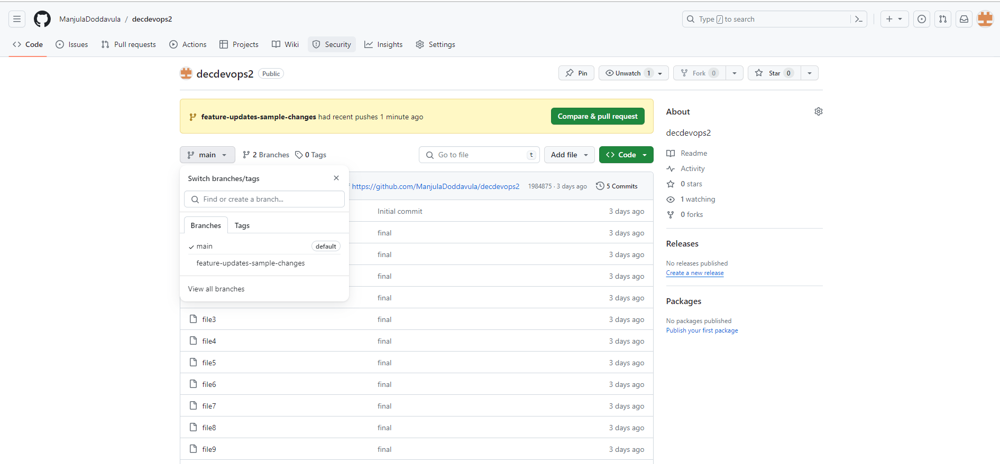 ManjulaDoddavula / decdevops2
Type / to search
Code Issues Pull requests Actions Projects Wiki Security Insights Settings
decdevops2 Public
Pin Unwatch 1 Fork 0 Star 0
feature-updates-sample-changes had recent pushes 1 minute ago Compare & pull request
main 2 Branches 0 Tags Go to file t Add file Code
Switch branches/tags
Find or create a branch...
Branches Tags
main default
feature-updates-sample-changes
View all branches
https://github.com/ManjulaDoddavula/decdevops2 1984875 · 3 days ago 5 Commits
Initial commit 3 days ago
final 3 days ago
final 3 days ago
final 3 days ago
final 3 days ago
file3 final 3 days ago
file4 final 3 days ago
file5 final 3 days ago
file6 final 3 days ago
file7 final 3 days ago
file8 final 3 days ago
file9 final 3 days ago
About
decdevops2
Readme
Activity
0 stars
1 watching
0 forks
Releases
No releases published
Create a new release
Packages
No packages published
Publish your first package